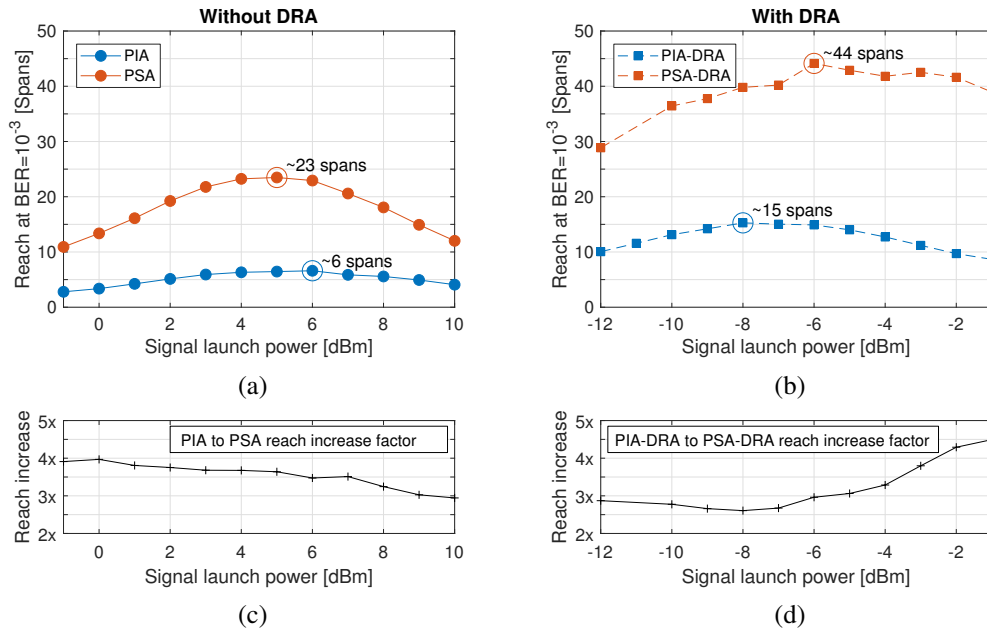 Without DRA
50
40
30
20
10
0
Reach at BER=10^-3 [Spans]
PIA
PSA
~23 spans
~6 spans
0 2 4 6 8 10
Signal launch power [dBm]
(a)
With DRA
50
40
30
20
10
0
Reach at BER=10^-3 [Spans]
PIA-DRA
PSA-DRA
~44 spans
~15 spans
-12 -10 -8 -6 -4 -2
Signal launch power [dBm]
(b)
5x
4x
3x
2x
Reach increase
PIA to PSA reach increase factor
0 2 4 6 8 10
Signal launch power [dBm]
(c)
5x
4x
3x
2x
Reach increase
PIA-DRA to PSA-DRA reach increase factor
-12 -10 -8 -6 -4 -2
Signal launch power [dBm]
(d)